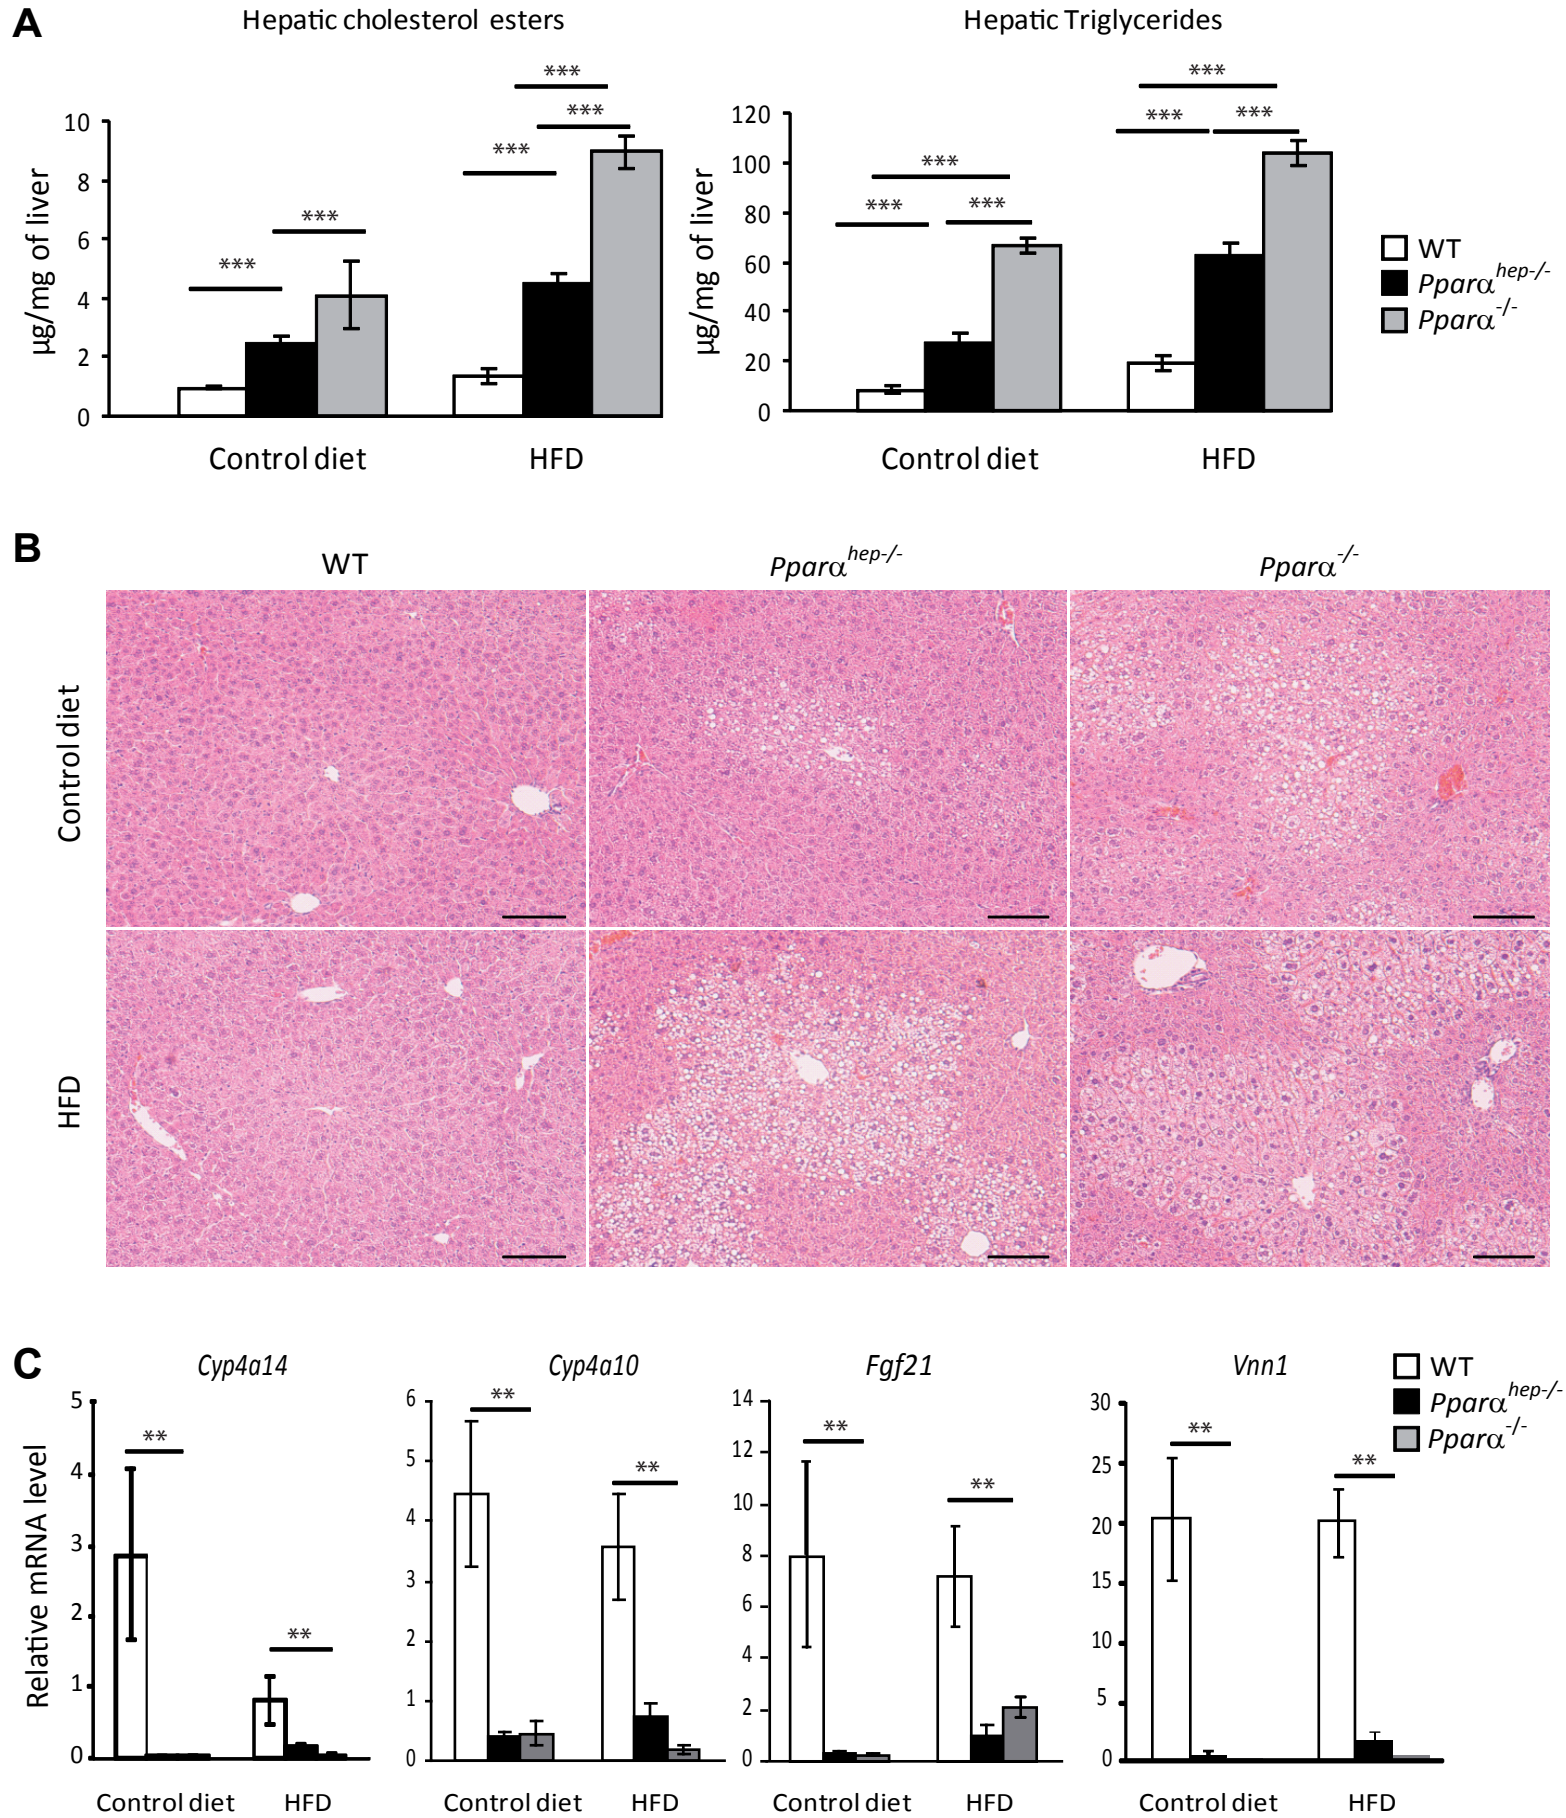 A
Hepatic cholesterol esters
Hepatic Triglycerides
***
***
***
***
***
µg/mg of liver
10
8
6
4
2
0
Control diet
HFD
***
***
***
***
***
***
µg/mg of liver
120
100
80
60
40
20
0
Control diet
HFD
WT
Pparα^hep-/-
Pparα^-/-
B
WT
Pparα^hep-/-
Pparα^-/-
Control diet
HFD
C
Cyp4a14
Relative mRNA level
5
4
3
2
1
0
**
**
Control diet
HFD
Cyp4a10
6
5
4
3
2
1
0
**
**
Control diet
HFD
Fgf21
14
12
10
8
6
4
2
0
**
**
Control diet
HFD
Vnn1
30
25
20
15
10
5
0
**
**
Control diet
HFD
WT
Pparα^hep-/-
Pparα^-/-